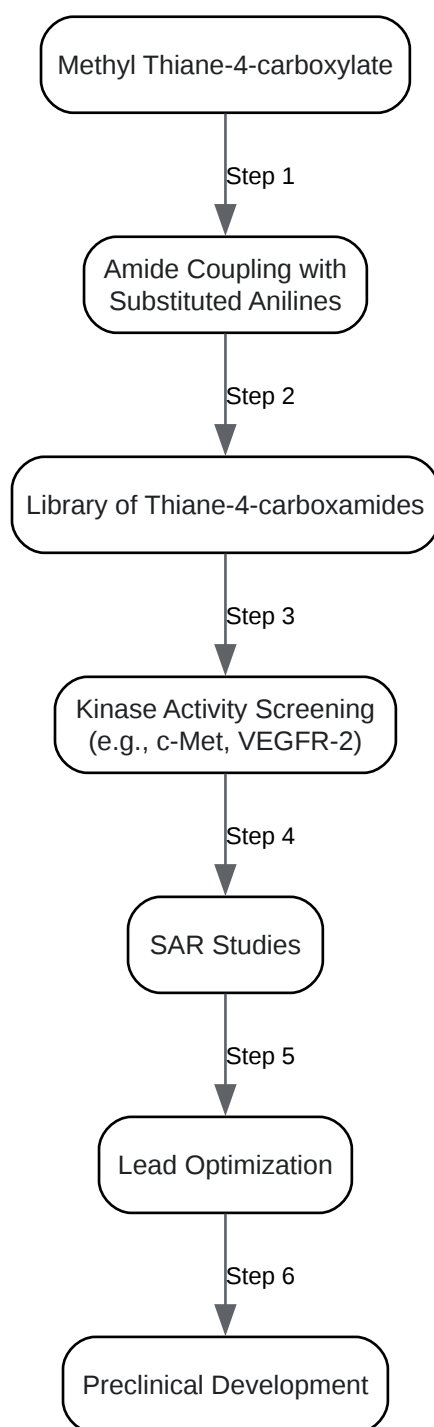 Methyl Thiane-4-carboxylate
Step 1
Amide Coupling with
Substituted Anilines
Step 2
Library of Thiane-4-carboxamides
Step 3
Kinase Activity Screening
(e.g., c-Met, VEGFR-2)
Step 4
SAR Studies
Step 5
Lead Optimization
Step 6
Preclinical Development